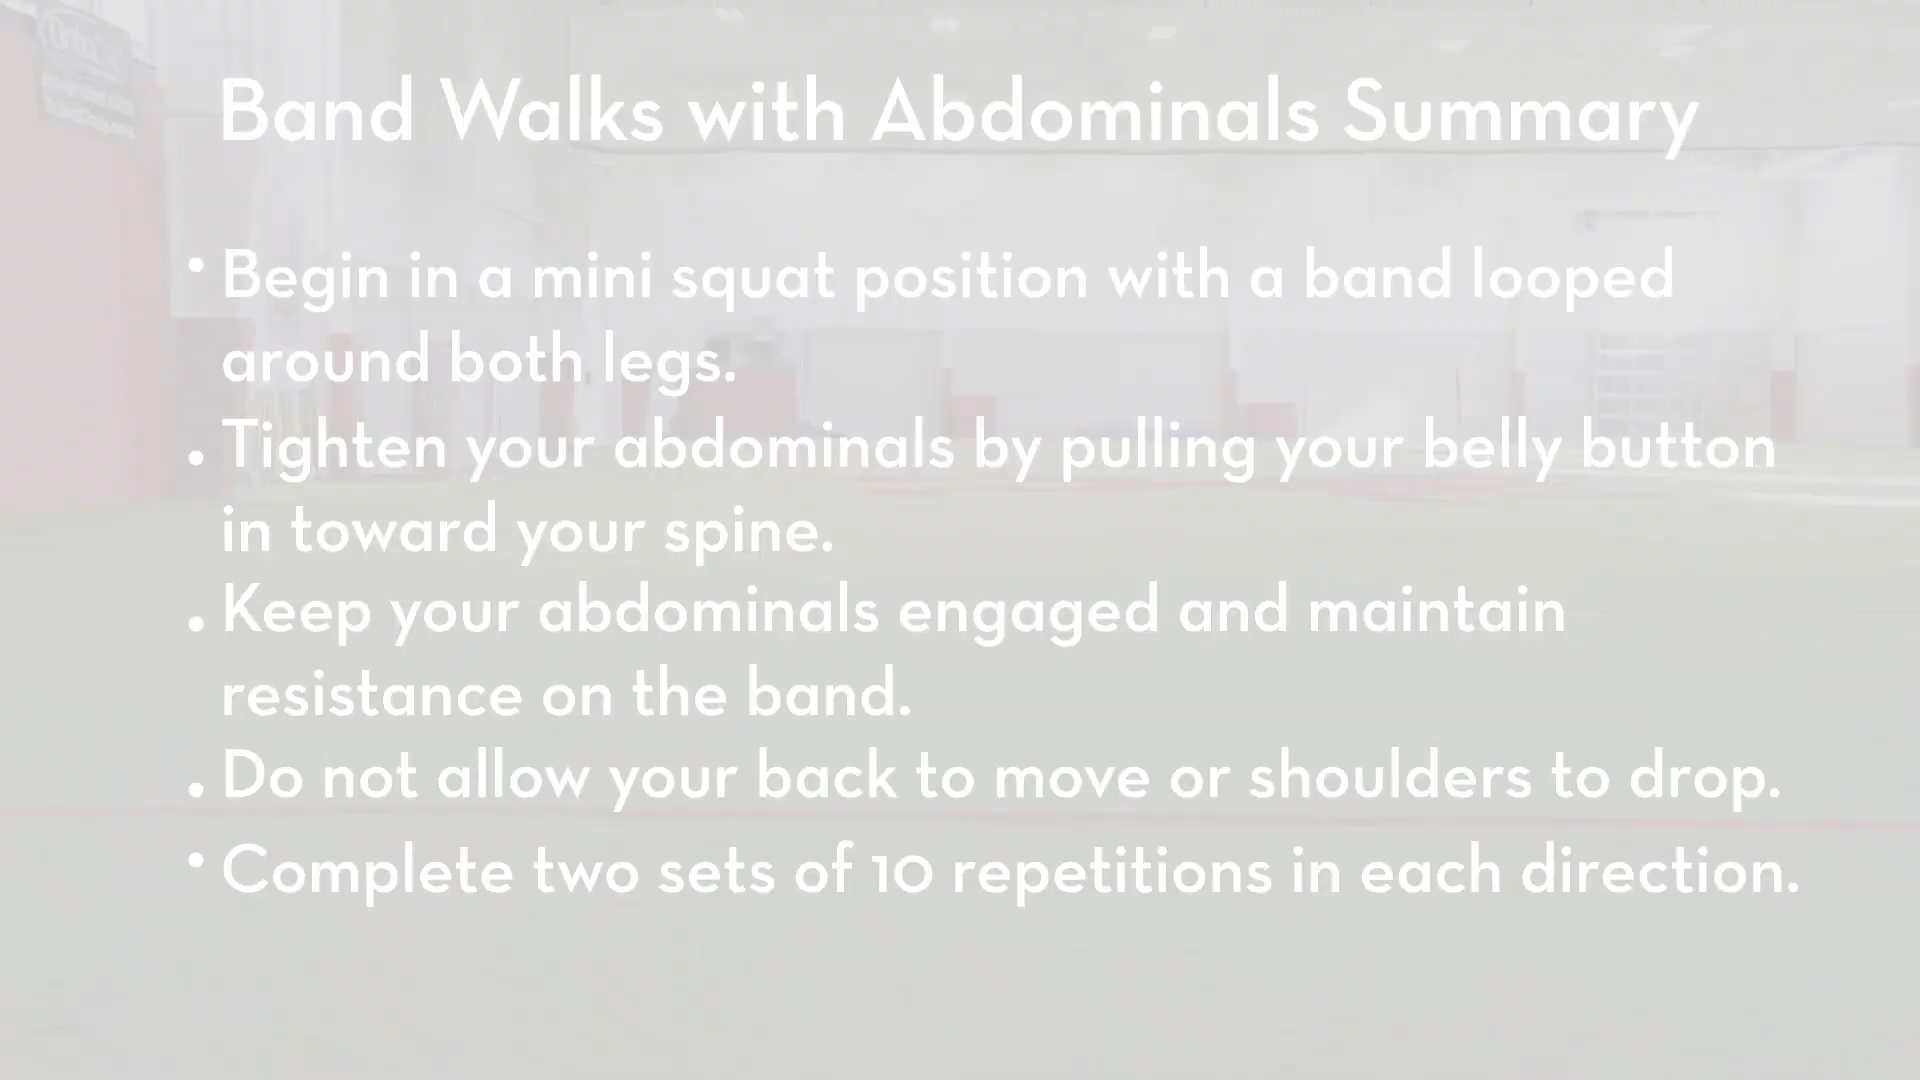 Band Walks with Abdominals Summary
• Begin in a mini squat position with a band looped
around both legs.
• Tighten your abdominals by pulling your belly button
in toward your spine.
• Keep your abdominals engaged and maintain
resistance on the band.
• Do not allow your back to move or shoulders to drop.
• Complete two sets of 10 repetitions in each direction.